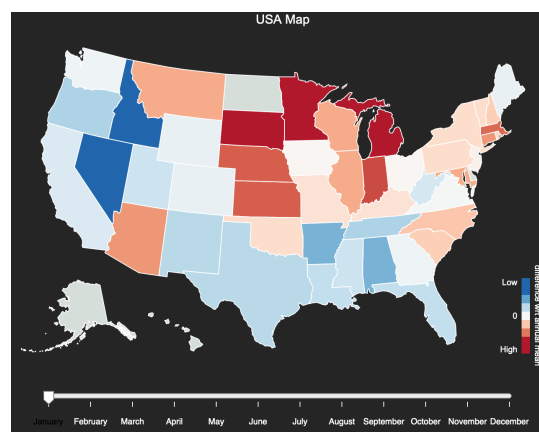 USA Map
Low
0
High
difference wrt annual mean
January February March April May June July August September October November December